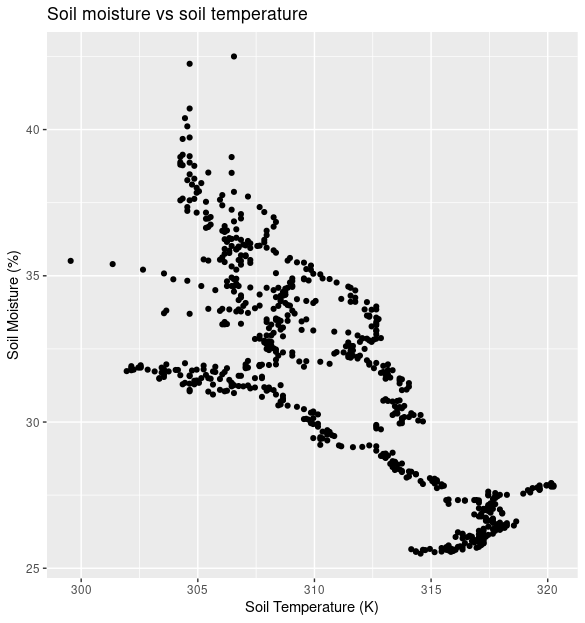 Soil moisture vs soil temperature
40
35
30
25
Soil Moisture (%)
300 305 310 315 320
Soil Temperature (K)